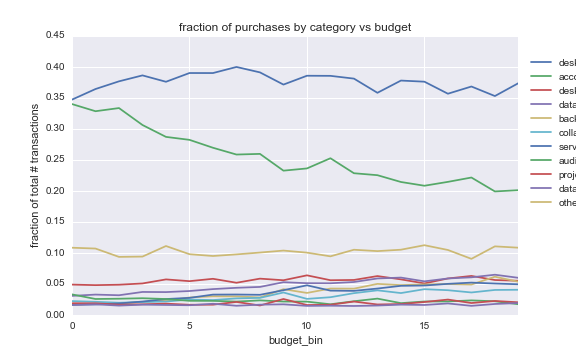 fraction of purchases by category vs budget
0.45
0.40
0.35
0.30
0.25
0.20
0.15
0.10
0.05
0.00
fraction of total # transactions
0
5
10
15
budget_bin
desk
acco
desk
data
back
colla
serv
audi
proje
data
othe